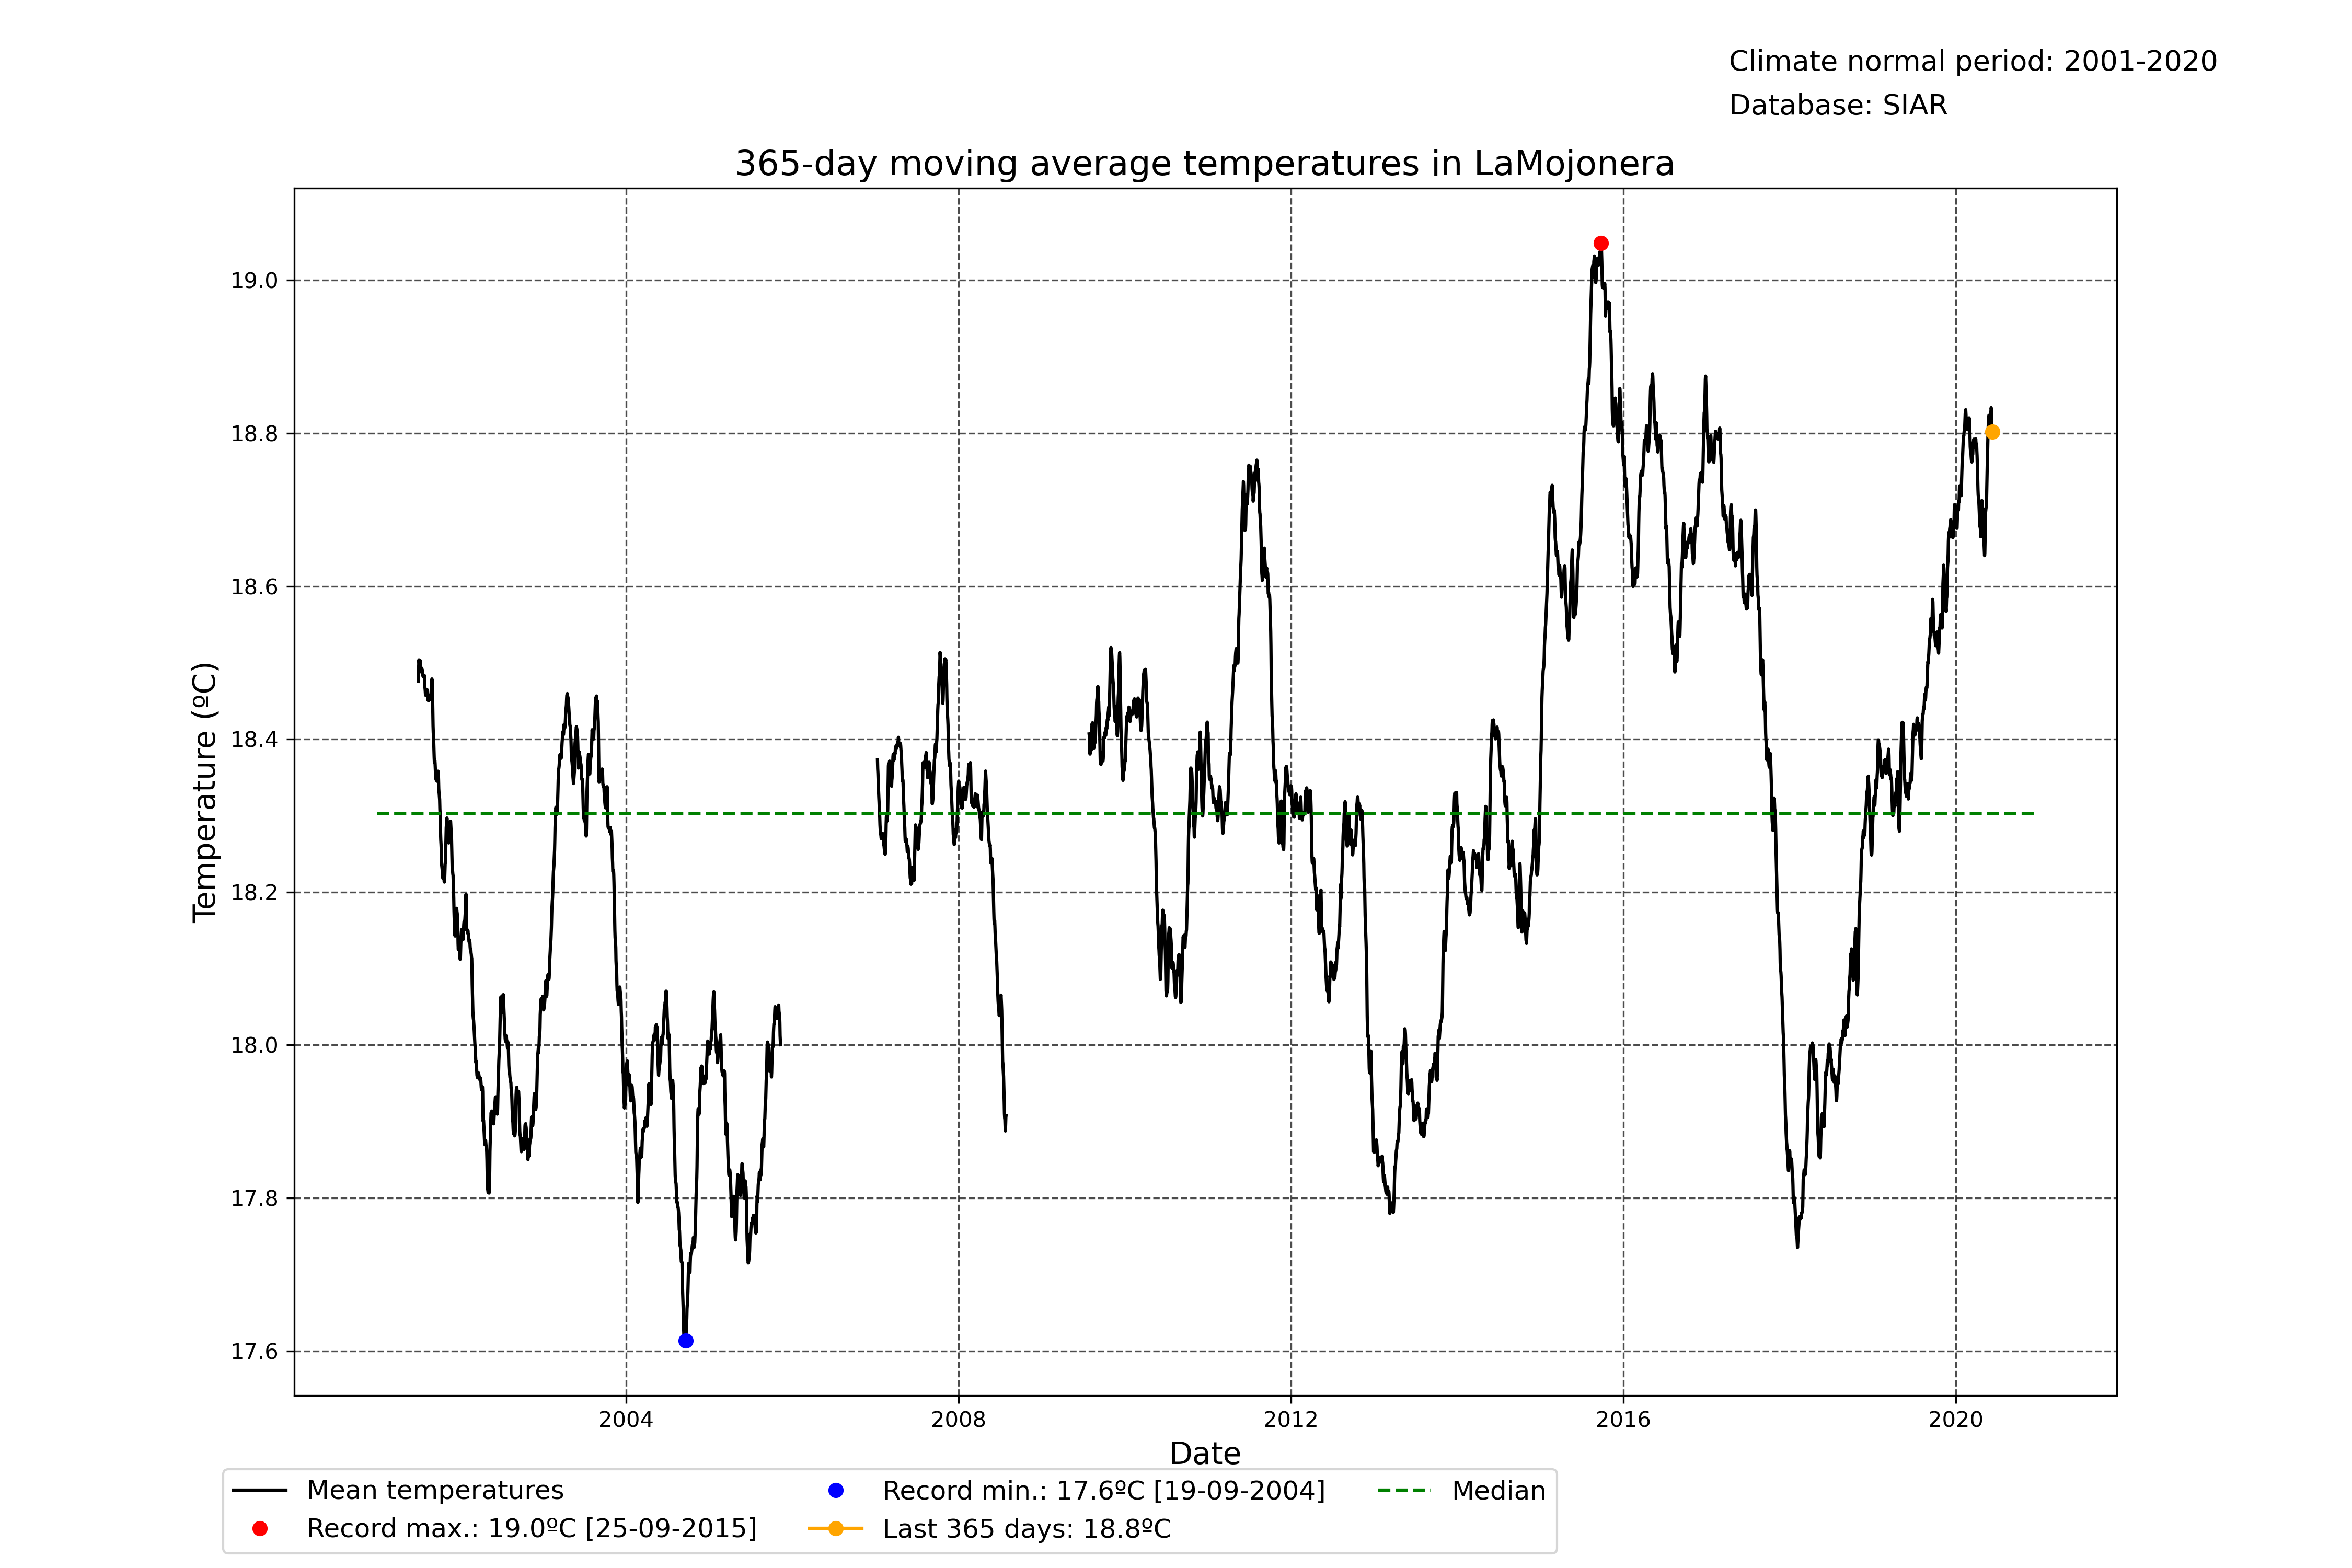 Climate normal period: 2001-2020
Database: SIAR
365-day moving average temperatures in LaMojonera
Temperature (ºC)
19.0
18.8
18.6
18.4
18.2
18.0
17.8
17.6
2004 2008 2012 2016 2020
Date
Mean temperatures
Record max.: 19.0ºC [25-09-2015]
Record min.: 17.6ºC [19-09-2004]
Last 365 days: 18.8ºC
Median